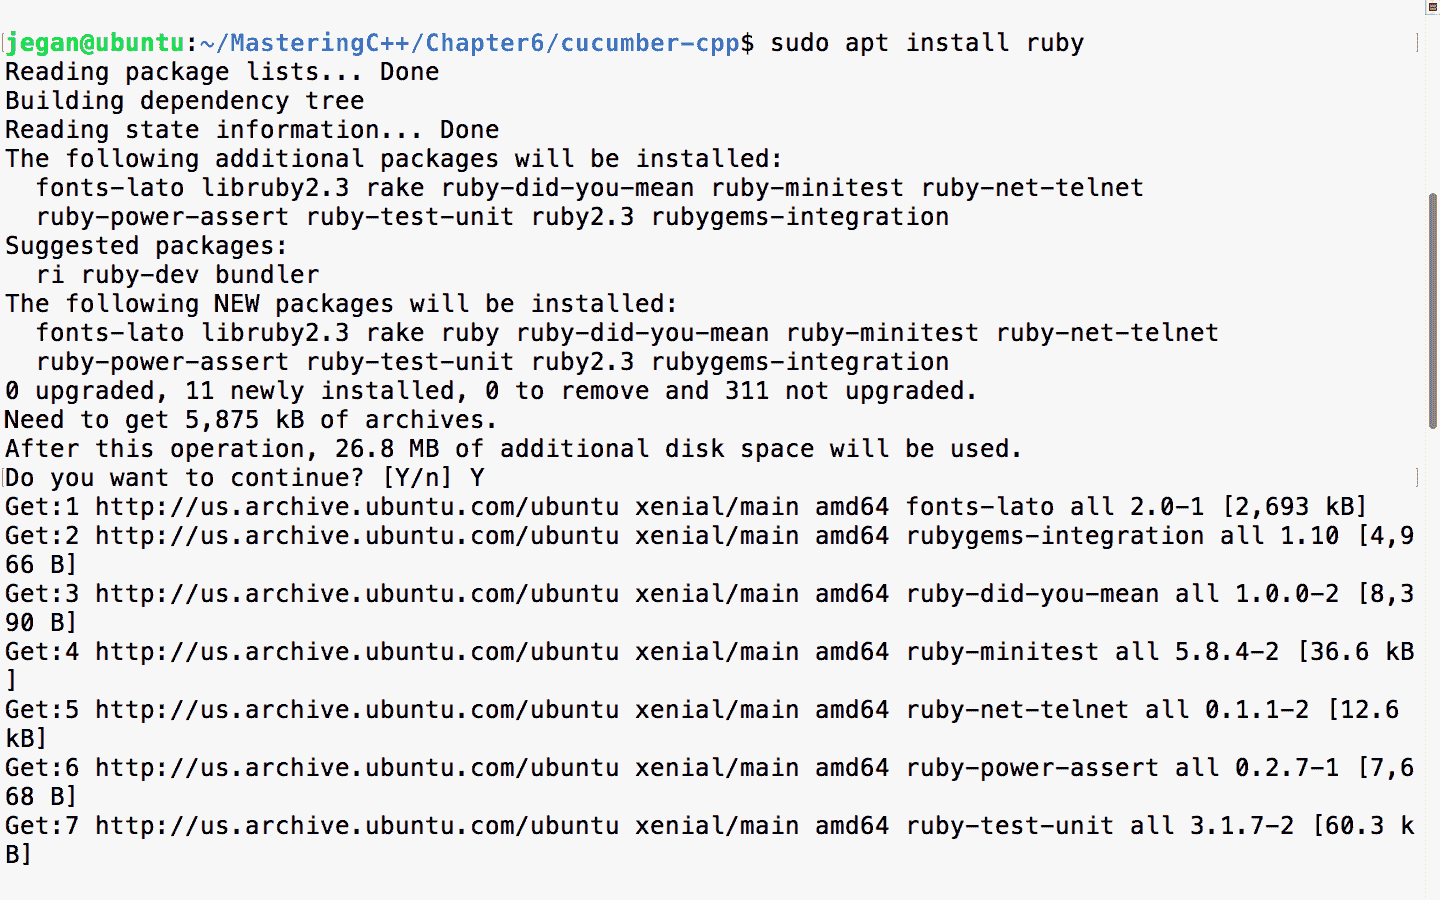 jegan@ubuntu:~/MasteringC++/Chapter6/cucumber-cpp$ sudo apt install ruby
Reading package lists... Done
Building dependency tree
Reading state information... Done
The following additional packages will be installed:
  fonts-lato libruby2.3 rake ruby-did-you-mean ruby-minitest ruby-net-telnet
  ruby-power-assert ruby-test-unit ruby2.3 rubygems-integration
Suggested packages:
  ri ruby-dev bundler
The following NEW packages will be installed:
  fonts-lato libruby2.3 rake ruby ruby-did-you-mean ruby-minitest ruby-net-telnet
  ruby-power-assert ruby-test-unit ruby2.3 rubygems-integration
0 upgraded, 11 newly installed, 0 to remove and 311 not upgraded.
Need to get 5,875 kB of archives.
After this operation, 26.8 MB of additional disk space will be used.
Do you want to continue? [Y/n] Y
Get:1 http://us.archive.ubuntu.com/ubuntu xenial/main amd64 fonts-lato all 2.0-1 [2,693 kB]
Get:2 http://us.archive.ubuntu.com/ubuntu xenial/main amd64 rubygems-integration all 1.10 [4,9
66 B]
Get:3 http://us.archive.ubuntu.com/ubuntu xenial/main amd64 ruby-did-you-mean all 1.0.0-2 [8,3
90 B]
Get:4 http://us.archive.ubuntu.com/ubuntu xenial/main amd64 ruby-minitest all 5.8.4-2 [36.6 kB
]
Get:5 http://us.archive.ubuntu.com/ubuntu xenial/main amd64 ruby-net-telnet all 0.1.1-2 [12.6
kB]
Get:6 http://us.archive.ubuntu.com/ubuntu xenial/main amd64 ruby-power-assert all 0.2.7-1 [7,6
68 B]
Get:7 http://us.archive.ubuntu.com/ubuntu xenial/main amd64 ruby-test-unit all 3.1.7-2 [60.3 k
B]